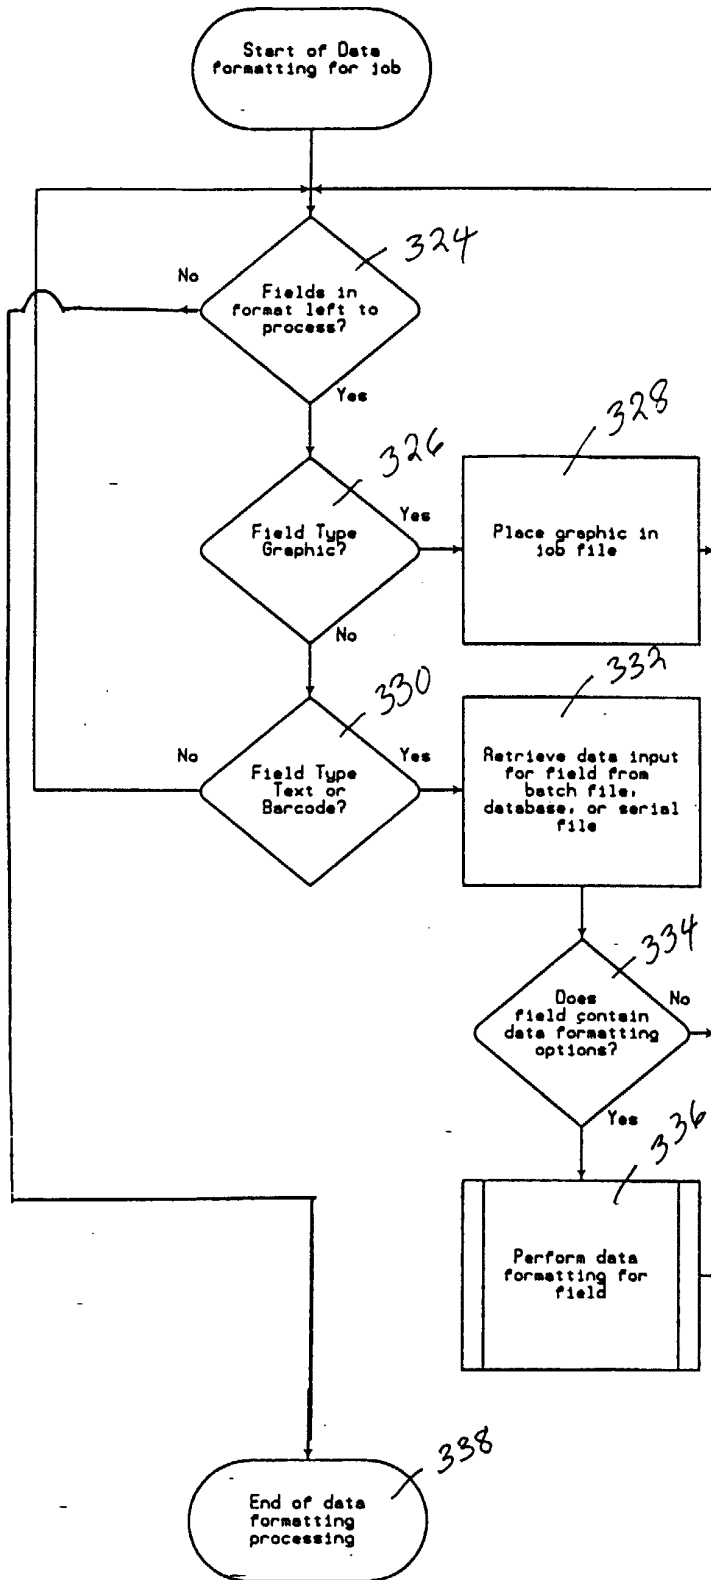 Start of Data
formatting for job
324
No
Fields in
format left to
process?
Yes
328
326
Yes
Field Type
Graphic?
Place graphic in
job file
No
332
330
No
Yes
Field Type
Text or
Barcode?
Retrieve data input
for field from
batch file,
database, or serial
file
334
No
Does
field contain
data formatting
options?
Yes
336
Perform data
formatting for
field
338
End of data
formatting
processing